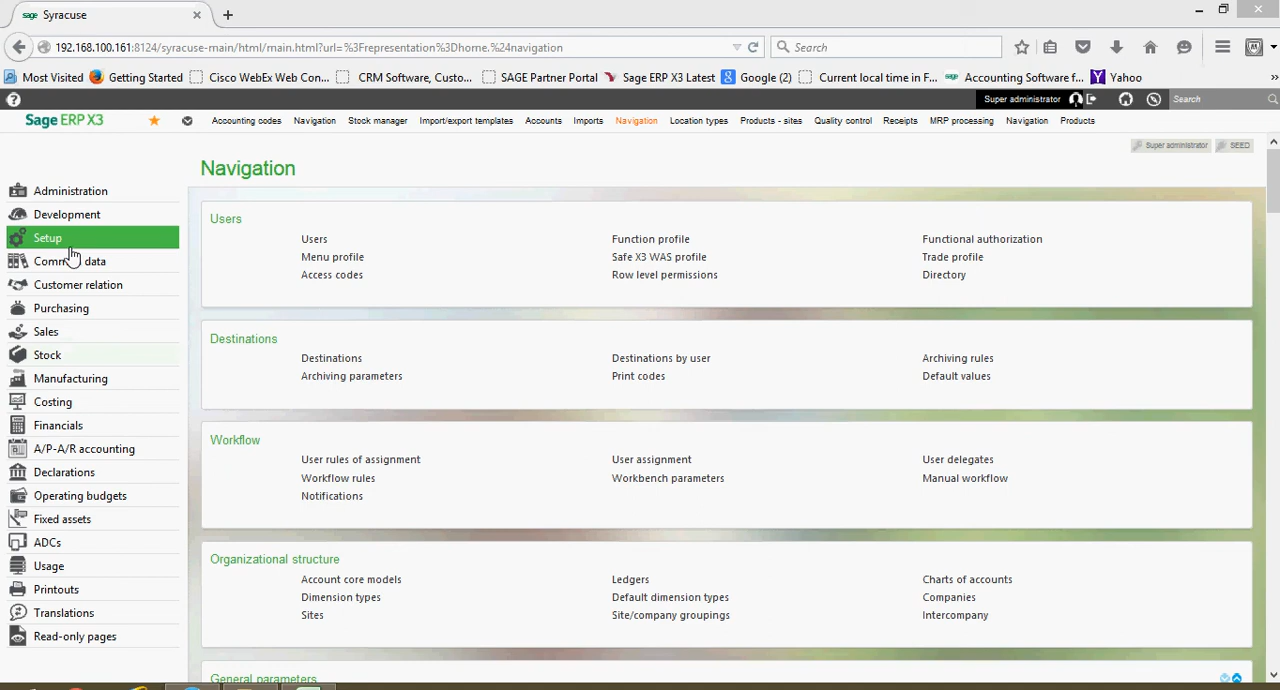 sage Syracuse
192.168.100.161:8124/syracuse-main/html/main.html?url=%3Frepresentation%3Dhome.%24navigation
Search
Most Visited Getting Started Cisco WebEx Web Con... CRM Software, Custo... SAGE Partner Portal Sage ERP X3 Latest Google (2) Current local time in F... sage Accounting Software f... Yahoo »
Super administrator Search
Sage ERP X3 Accounting codes Navigation Stock manager Import/export templates Accounts Imports Navigation Location types Products - sites Quality control Receipts MRP processing Navigation Products
Super administrator SEED
Navigation
Administration
Development
Setup
Comm data
Customer relation
Purchasing
Sales
Stock
Manufacturing
Costing
Financials
A/P-A/R accounting
Declarations
Operating budgets
Fixed assets
ADCs
Usage
Printouts
Translations
Read-only pages
Users
Users Function profile Functional authorization
Menu profile Safe X3 WAS profile Trade profile
Access codes Row level permissions Directory
Destinations
Destinations Destinations by user Archiving rules
Archiving parameters Print codes Default values
Workflow
User rules of assignment User assignment User delegates
Workflow rules Workbench parameters Manual workflow
Notifications
Organizational structure
Account core models Ledgers Charts of accounts
Dimension types Default dimension types Companies
Sites Site/company groupings Intercompany
General parameters